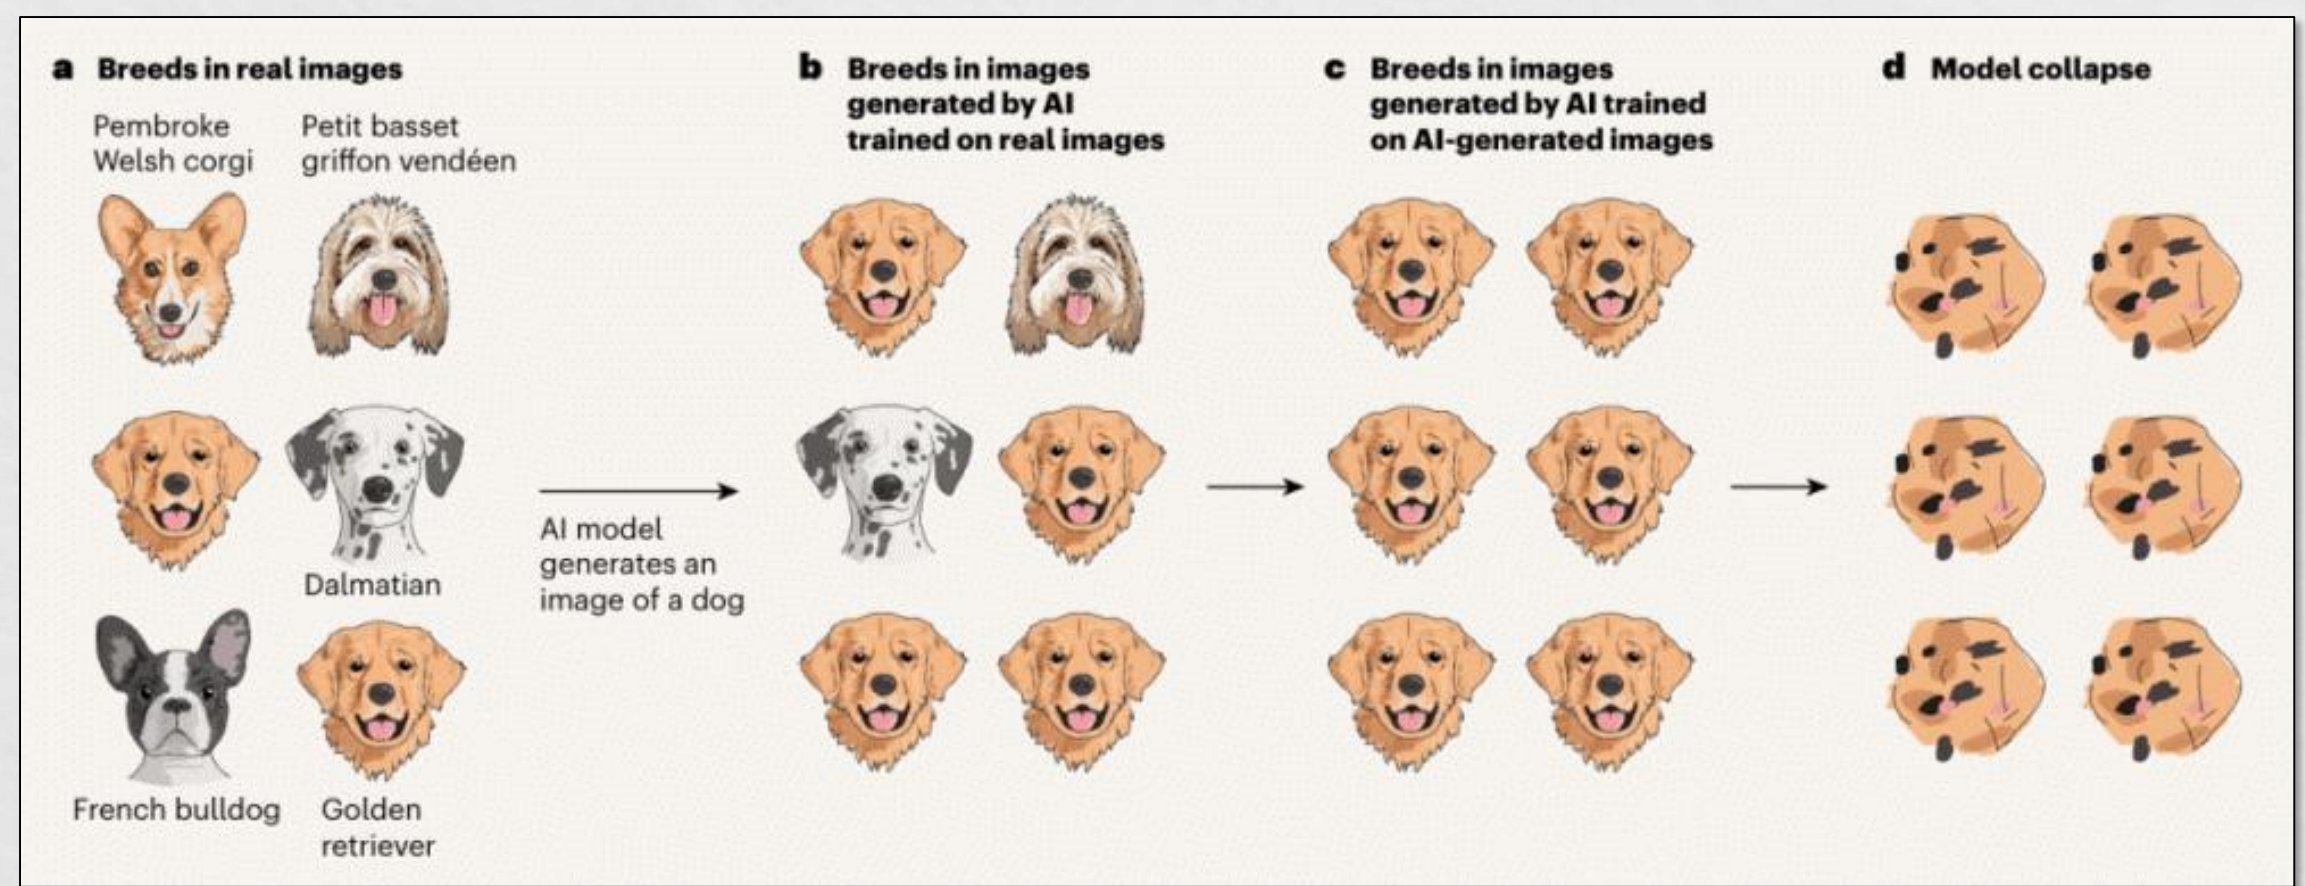 a Breeds in real images
Pembroke
Welsh corgi
Petit basset
griffon vendéen
Dalmatian
French bulldog
Golden
retriever
AI model
generates an
image of a dog
b Breeds in images
generated by AI
trained on real images
c Breeds in images
generated by AI trained
on AI-generated images
d Model collapse